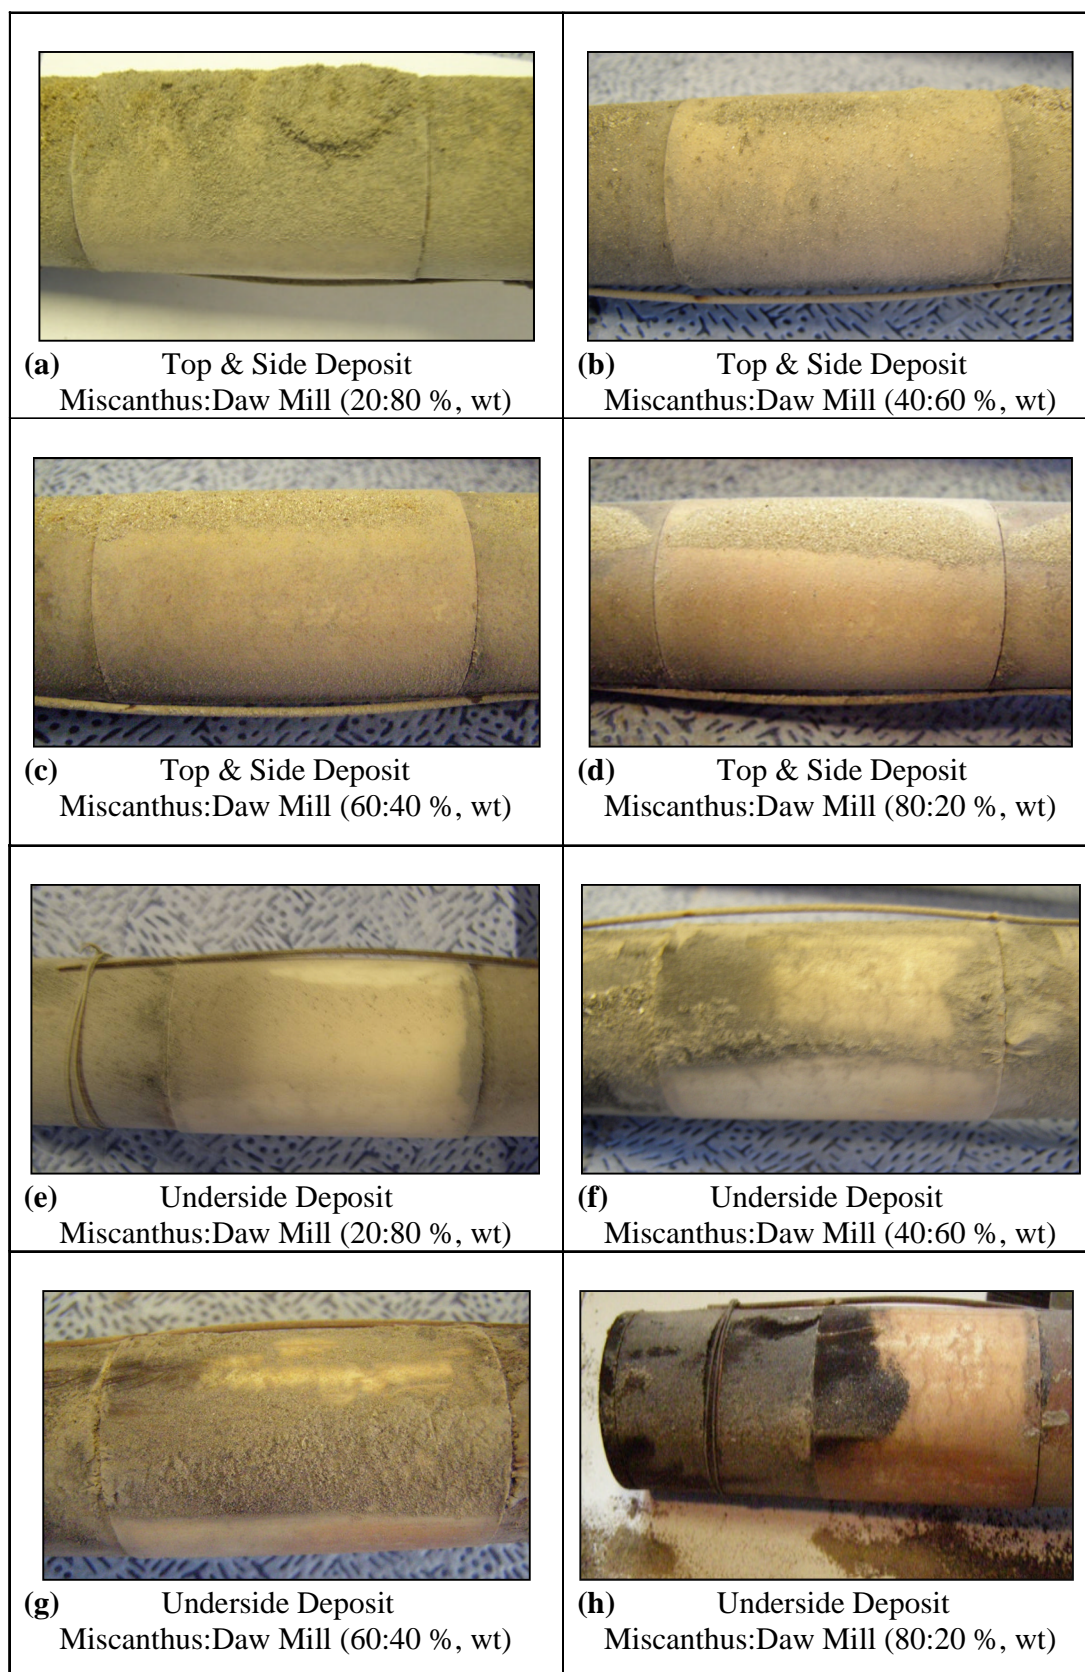 (a) Top & Side Deposit
Miscanthus:Daw Mill (20:80 %, wt)
(b) Top & Side Deposit
Miscanthus:Daw Mill (40:60 %, wt)
(c) Top & Side Deposit
Miscanthus:Daw Mill (60:40 %, wt)
(d) Top & Side Deposit
Miscanthus:Daw Mill (80:20 %, wt)
(e) Underside Deposit
Miscanthus:Daw Mill (20:80 %, wt)
(f) Underside Deposit
Miscanthus:Daw Mill (40:60 %, wt)
(g) Underside Deposit
Miscanthus:Daw Mill (60:40 %, wt)
(h) Underside Deposit
Miscanthus:Daw Mill (80:20 %, wt)